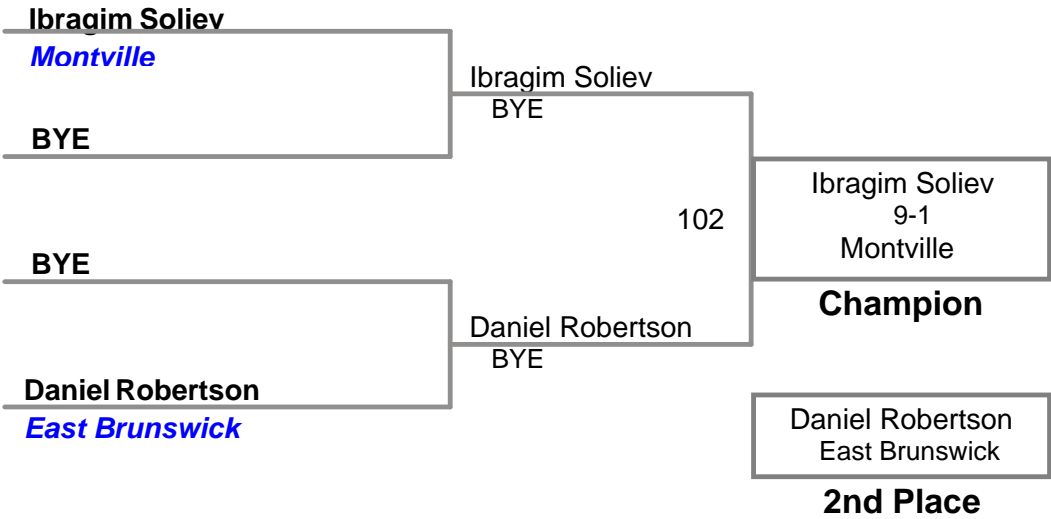 Ibragim Soliev
Montville
Ibragim Soliev
BYE
BYE
Ibragim Soliev
9-1
102
Montville
BYE
Champion
Daniel Robertson
BYE
Daniel Robertson
East Brunswick
Daniel Robertson
East Brunswick
2nd Place